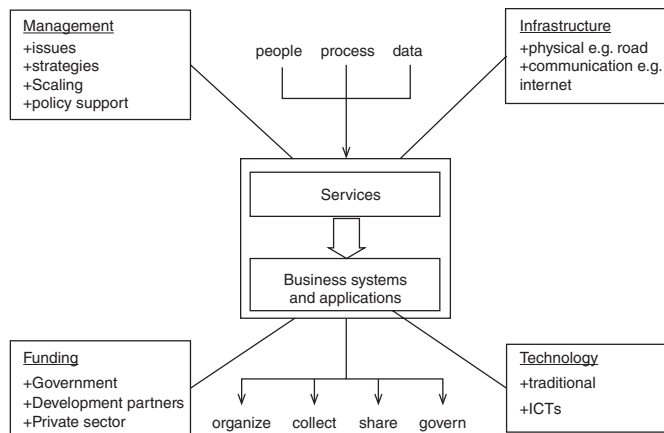 Management
+issues
+strategies
+Scaling
+policy support
people process data
Infrastructure
+physical e.g. road
+communication e.g.
internet
Services
Business systems
and applications
Funding
+Government
+Development partners
+Private sector
organize collect share govern
Technology
+traditional
+ICTs